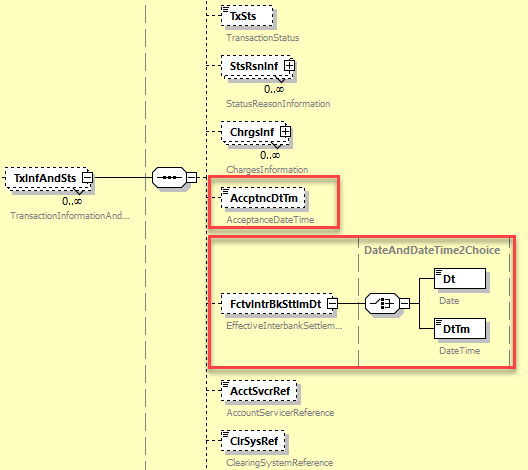 TxSts
TransactionStatus
StsRsnInf
0..∞
StatusReasonInformation
ChrgsInf
0..∞
ChargesInformation
TxInfAndSts
0..∞
TransactionInformationAnd...
AccptncDtTm
AcceptanceDateTime
DateAndDateTime2Choice
Dt
Date
FctvIntrBkSttlmDt
EffectiveInterbankSettlem...
DtTm
DateTime
AcctSvcrRef
AccountServicerReference
ClrSysRef
ClearingSystemReference